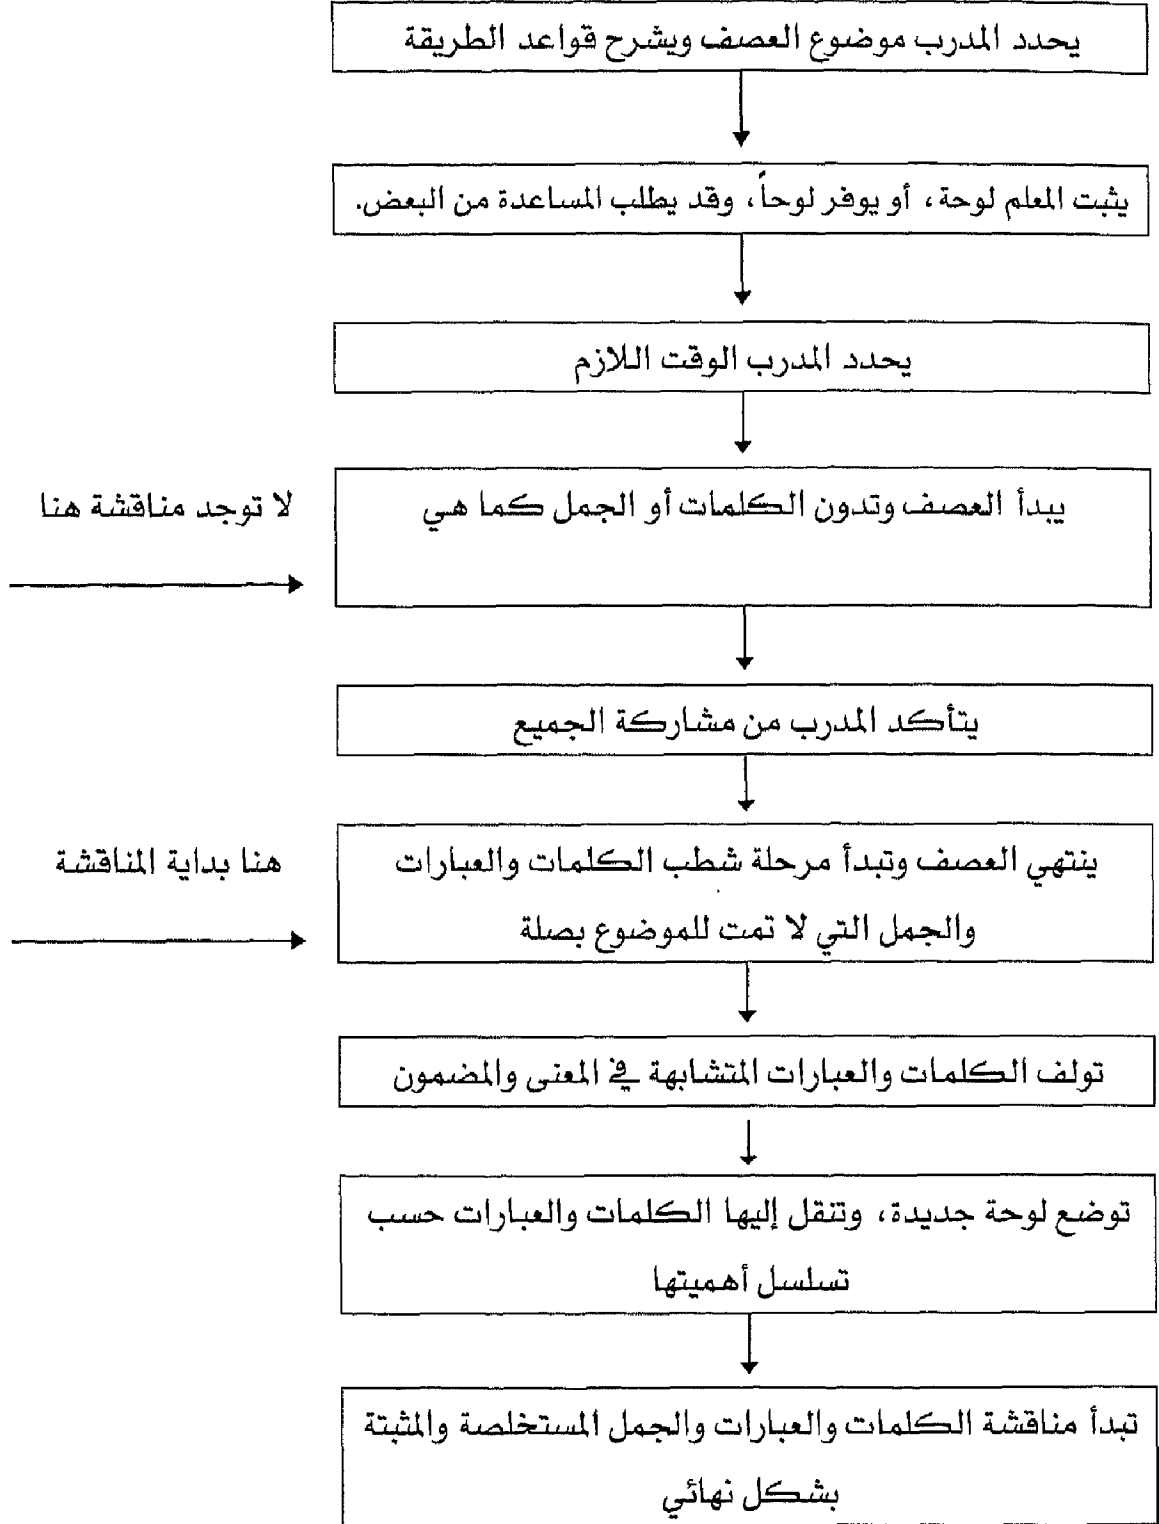 يحدد المدرب موضوع العصف ويشرح قواعد الطريقة
يثبت المعلم لوحة، أو يوفر لوحاً، وقد يطلب المساعدة من البعض.
يحدد المدرب الوقت اللازم
يبدأ العصف وتدون الكلمات أو الجمل كما هي
لا توجد مناقشة هنا
يتأكد المدرب من مشاركة الجميع
ينتهي العصف وتبدأ مرحلة شطب الكلمات والعبارات
والجمل التي لا تمت للموضوع بصلة
هنا بداية المناقشة
تولف الكلمات والعبارات المتشابهة في المعنى والمضمون
توضع لوحة جديدة، وتنقل إليها الكلمات والعبارات حسب
تسلسل أهميتها
تبدأ مناقشة الكلمات والعبارات والجمل المستخلصة والمثبتة
بشكل نهائي